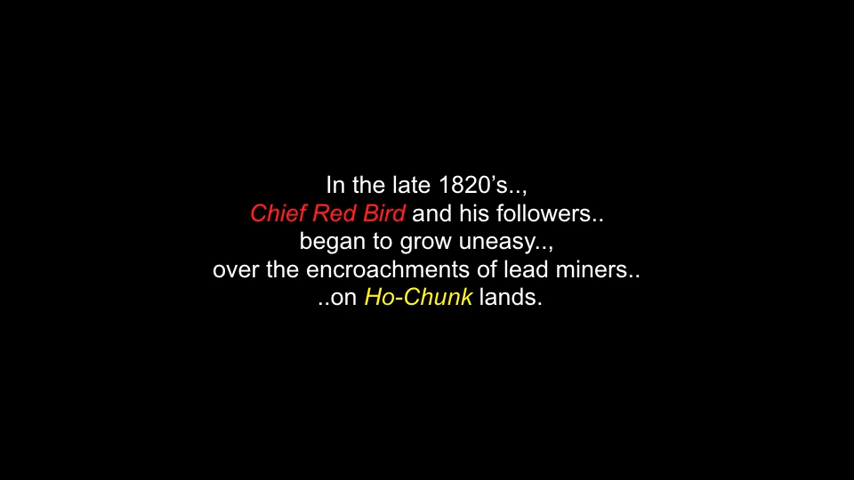 In the late 1820’s..,
Chief Red Bird and his followers..
began to grow uneasy..,
over the encroachments of lead miners..
..on Ho-Chunk lands.